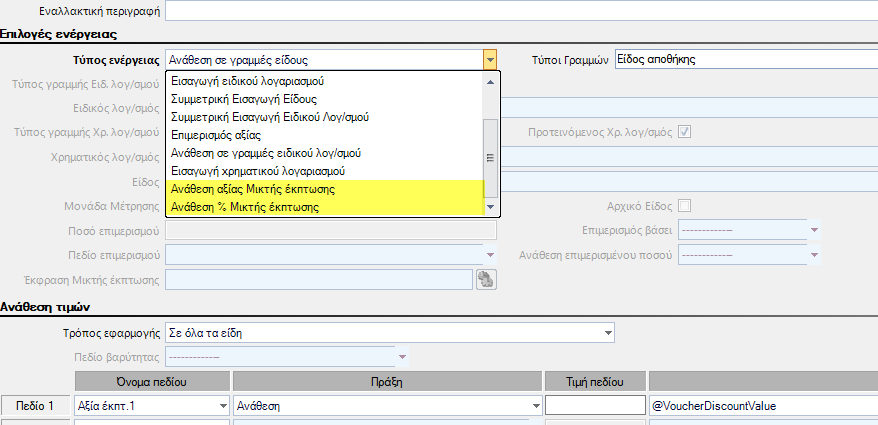 Εναλλακτική περιγραφή
Επιλογές ενέργειας
Τύπος ενέργειας Ανάθεση σε γραμμές είδους Τύποι Γραμμών Είδος αποθήκης
Τύπος γραμμής Ειδ. λογ/σμού Εισαγωγή ειδικού λογαριασμού
Ειδικός λογ/σμός Συμμετρική Εισαγωγή Είδους
Συμμετρική Εισαγωγή Ειδικού Λογ/σμού
Τύπος γραμμής Χρ. λογ/σμού Επιμερισμός αξίας Προτεινόμενος Χρ. λογ/σμός
Χρηματικός λογ/σμός Ανάθεση σε γραμμές ειδικού λογ/σμού
Εισαγωγή χρηματικού λογαριασμού
Είδος Ανάθεση αξίας Μικτής έκπτωσης
Μονάδα Μέτρησης Ανάθεση % Μικτής έκπτωσης Αρχικό Είδος
Ποσό επιμερισμού Επιμερισμός βάσει -------------
Πεδίο επιμερισμού Ανάθεση επιμερισμένου ποσού -------------
Έκφραση Μικτής έκπτωσης
Ανάθεση τιμών
Τρόπος εφαρμογής Σε όλα τα είδη
Πεδίο βαρύτητας -------------
Όνομα πεδίου Πράξη Τιμή πεδίου
Πεδίο 1 Αξία έκπτ.1 Ανάθεση @VoucherDiscountValue